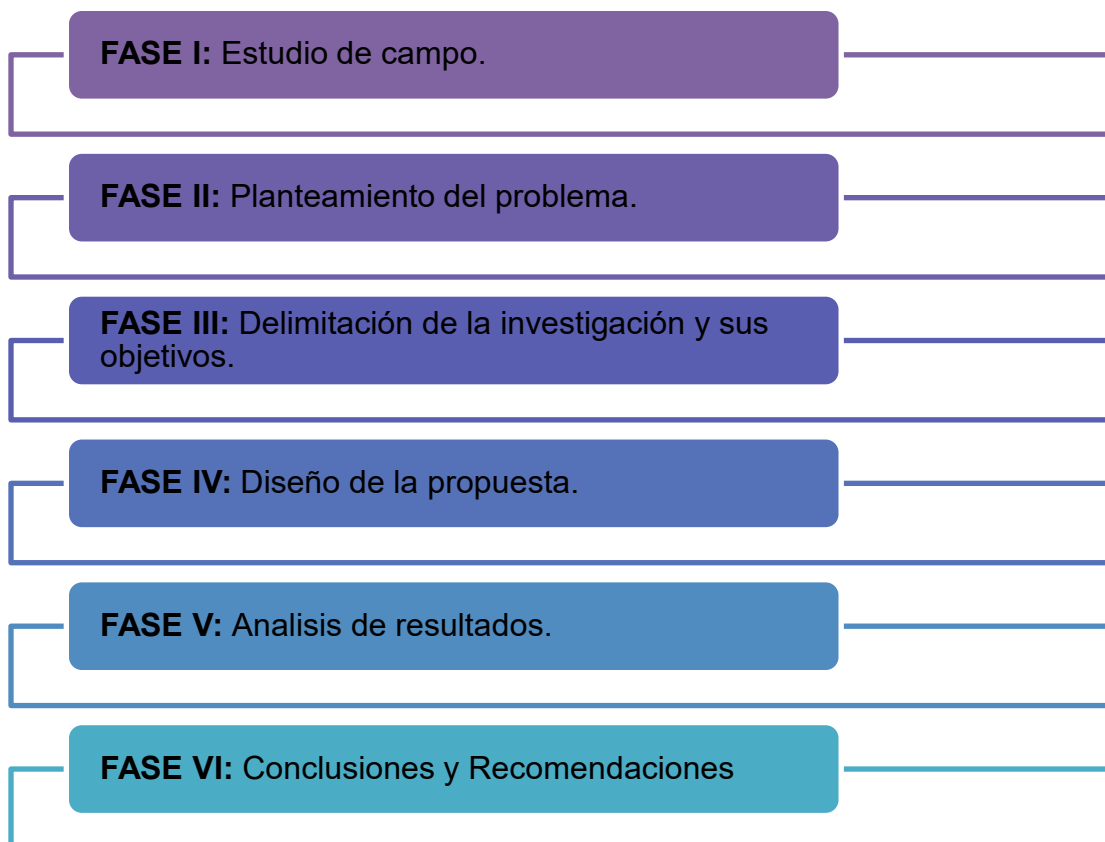 FASE I: Estudio de campo.
FASE II: Planteamiento del problema.
FASE III: Delimitación de la investigación y sus
objetivos.
FASE IV: Diseño de la propuesta.
FASE V: Analisis de resultados.
FASE VI: Conclusiones y Recomendaciones